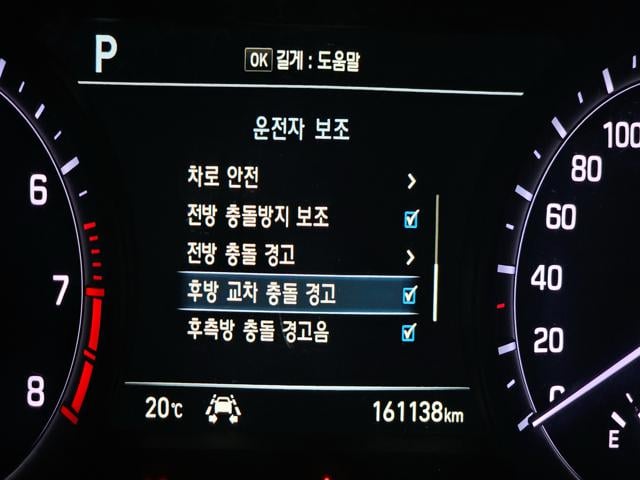 P
OK 길게 : 도움말
운전자 보조
차로 안전
전방 충돌방지 보조
전방 충돌 경고
후방 교차 충돌 경고
후측방 충돌 경고음
20℃
161138km
6
7
8
100
80
60
40
20
0
E